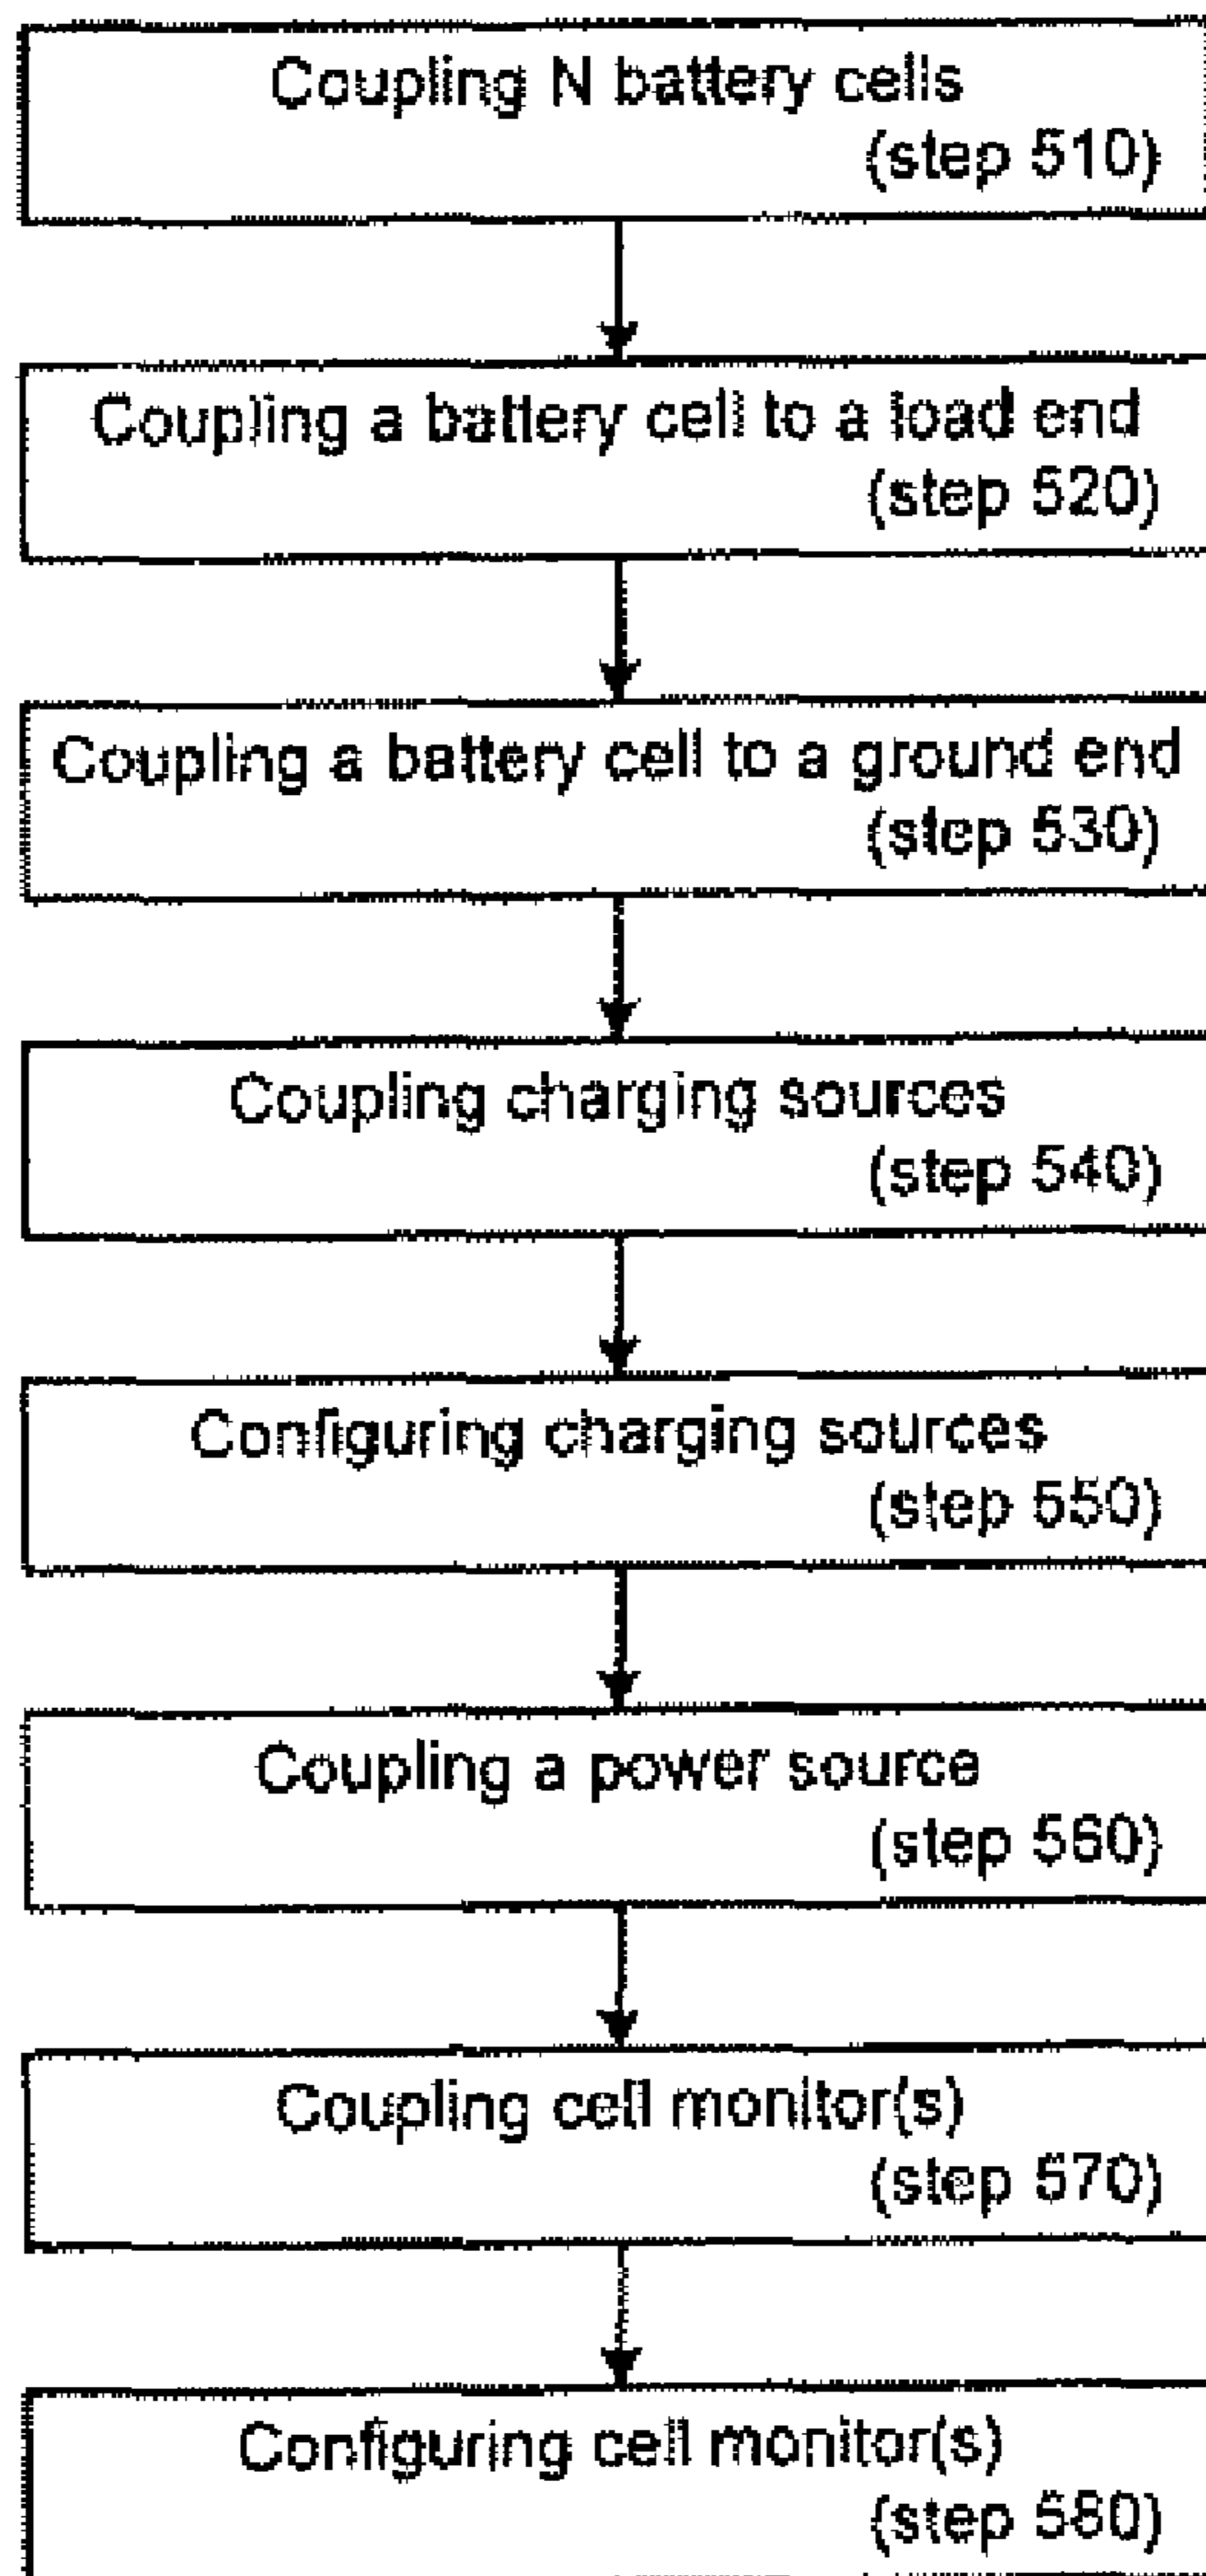 Coupling N battery cells
(step 510)
Coupling a battery cell to a load end
(step 520)
Coupling a battery cell to a ground end
(step 530)
Coupling charging sources
(step 540)
Configuring charging sources
(step 550)
Coupling a power source
(step 560)
Coupling cell monitor(s)
(step 570)
Configuring cell monitor(s)
(step 580)